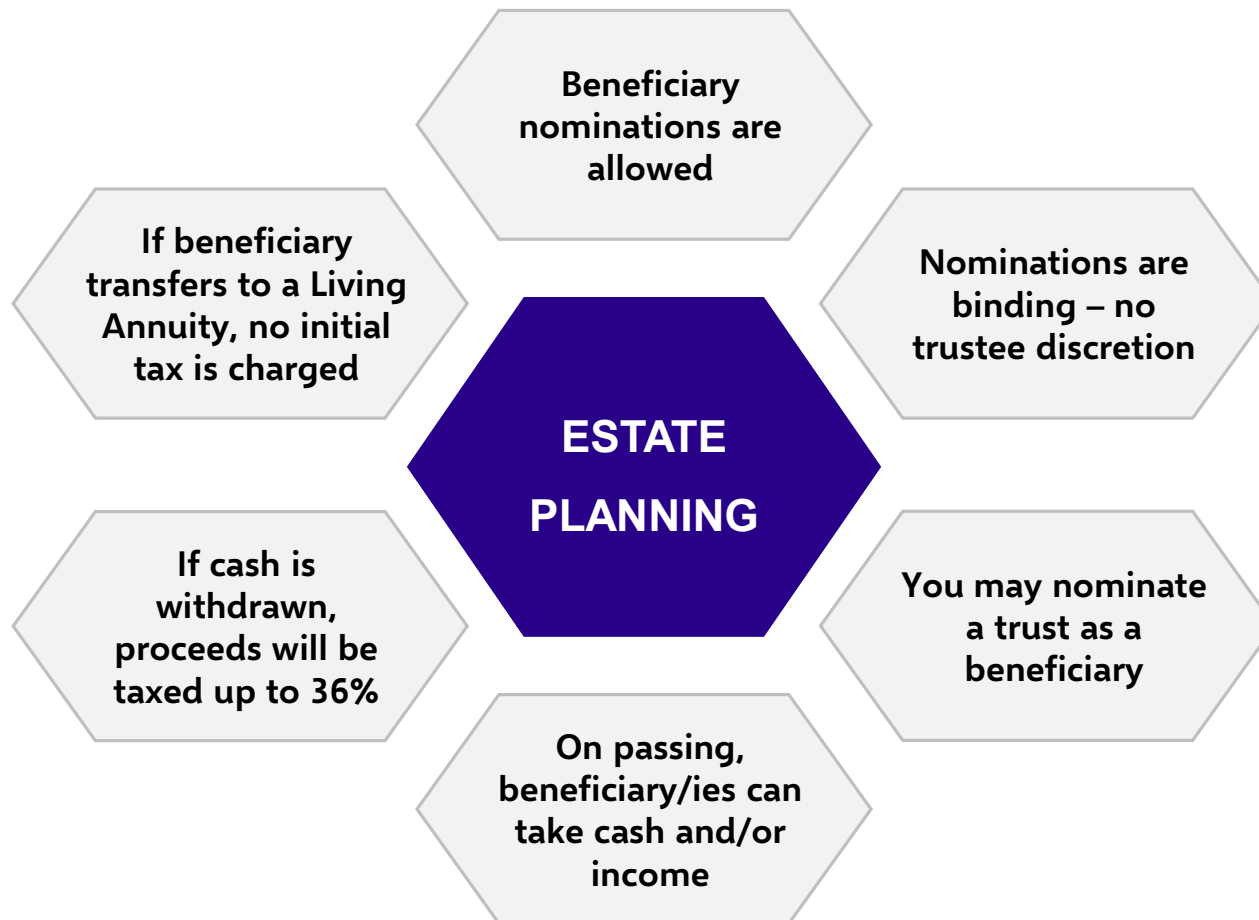 Beneficiary
nominations are
allowed
If beneficiary
transfers to a Living
Annuity, no initial
tax is charged
Nominations are
binding – no
trustee discretion
ESTATE
PLANNING
If cash is
withdrawn,
proceeds will be
taxed up to 36%
You may nominate
a trust as a
beneficiary
On passing,
beneficiary/ies can
take cash and/or
income